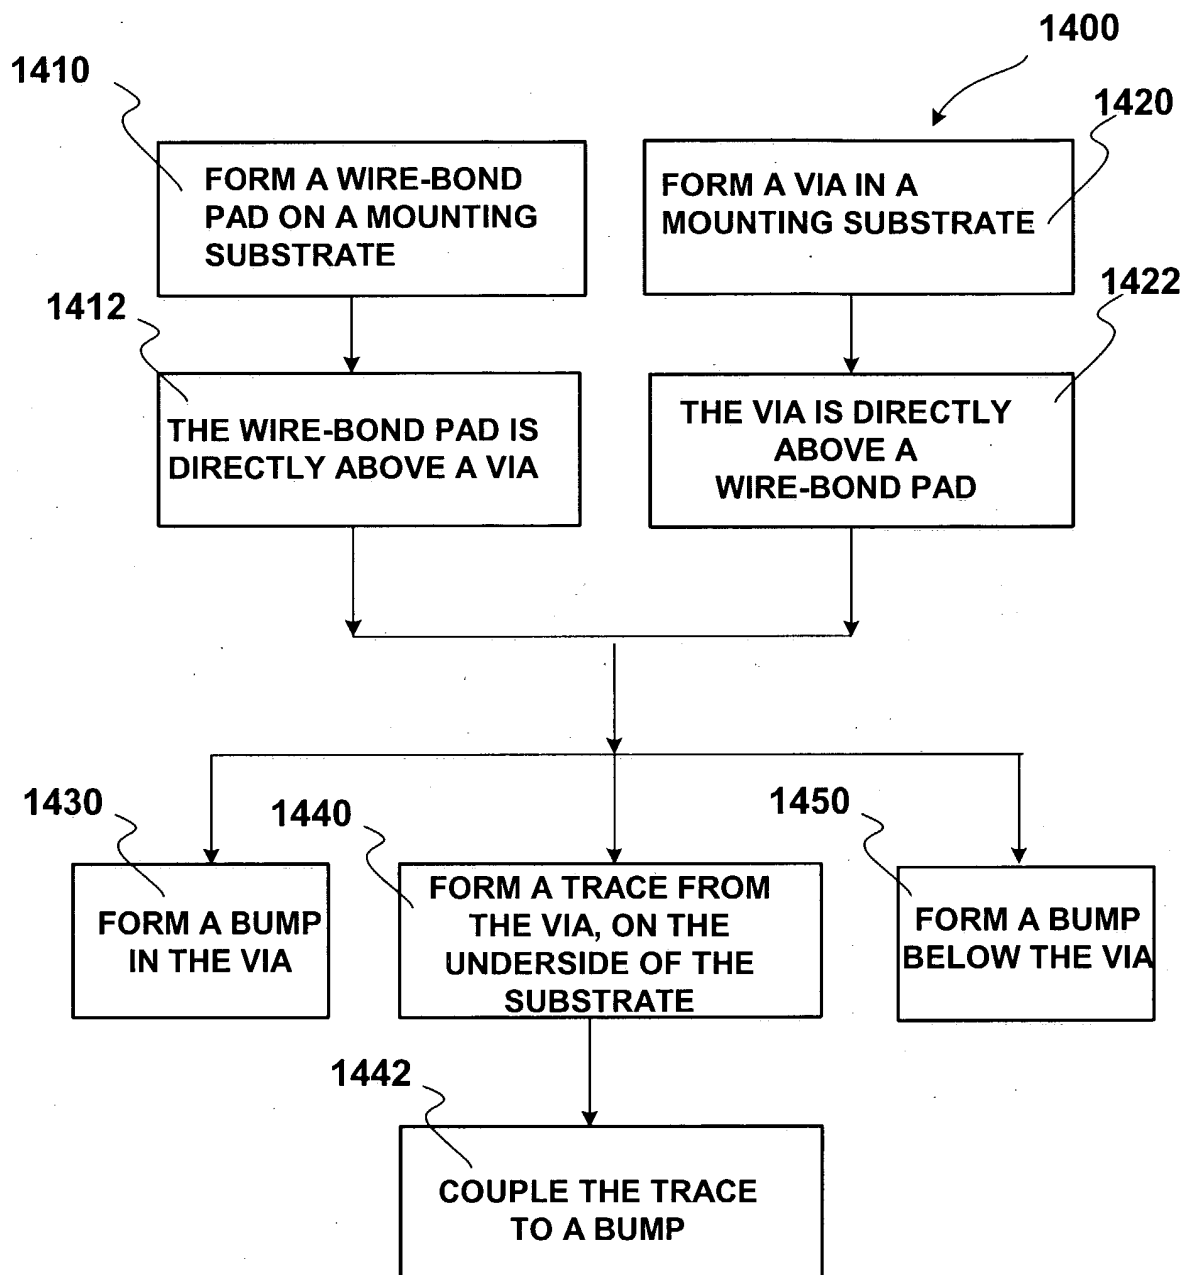 1400
1410
1420
FORM A WIRE-BOND
PAD ON A MOUNTING
SUBSTRATE
FORM A VIA IN A
MOUNTING SUBSTRATE
1412
1422
THE WIRE-BOND PAD IS
DIRECTLY ABOVE A VIA
THE VIA IS DIRECTLY
ABOVE A
WIRE-BOND PAD
1430
1440
1450
FORM A BUMP
IN THE VIA
FORM A TRACE FROM
THE VIA, ON THE
UNDERSIDE OF THE
SUBSTRATE
FORM A BUMP
BELOW THE VIA
1442
COUPLE THE TRACE
TO A BUMP